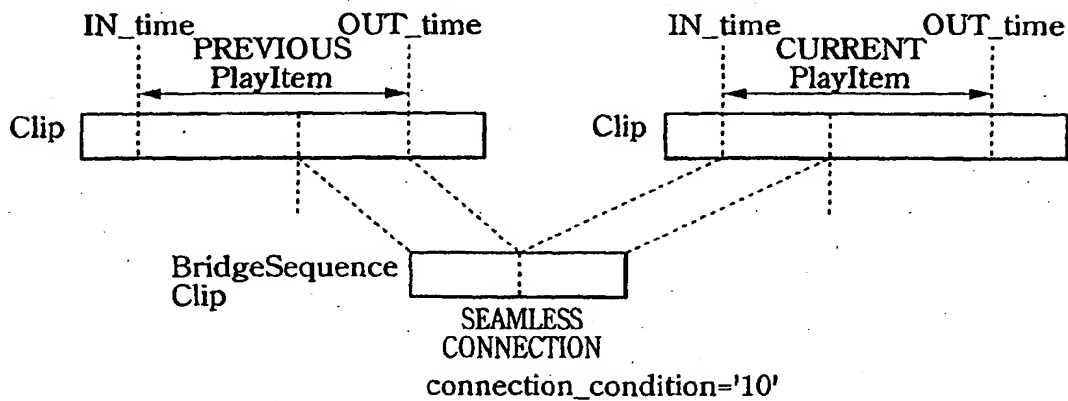 IN_time OUT_time
PREVIOUS
PlayItem
Clip
IN_time OUT_time
CURRENT
PlayItem
Clip
BridgeSequence
Clip
SEAMLESS
CONNECTION
connection_condition='10'